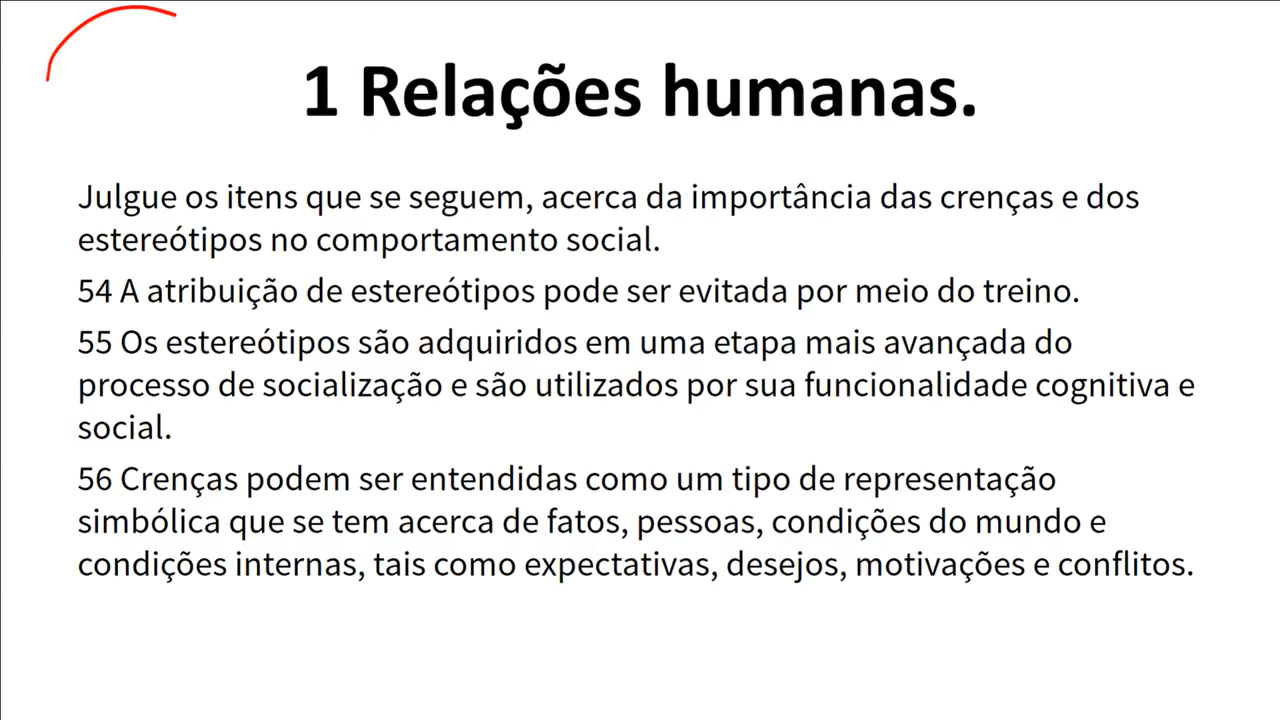 1 Relações humanas.
Julgue os itens que se seguem, acerca da importância das crenças e dos
estereótipos no comportamento social.
54 A atribuição de estereótipos pode ser evitada por meio do treino.
55 Os estereótipos são adquiridos em uma etapa mais avançada do
processo de socialização e são utilizados por sua funcionalidade cognitiva e
social.
56 Crenças podem ser entendidas como um tipo de representação
simbólica que se tem acerca de fatos, pessoas, condições do mundo e
condições internas, tais como expectativas, desejos, motivações e conflitos.